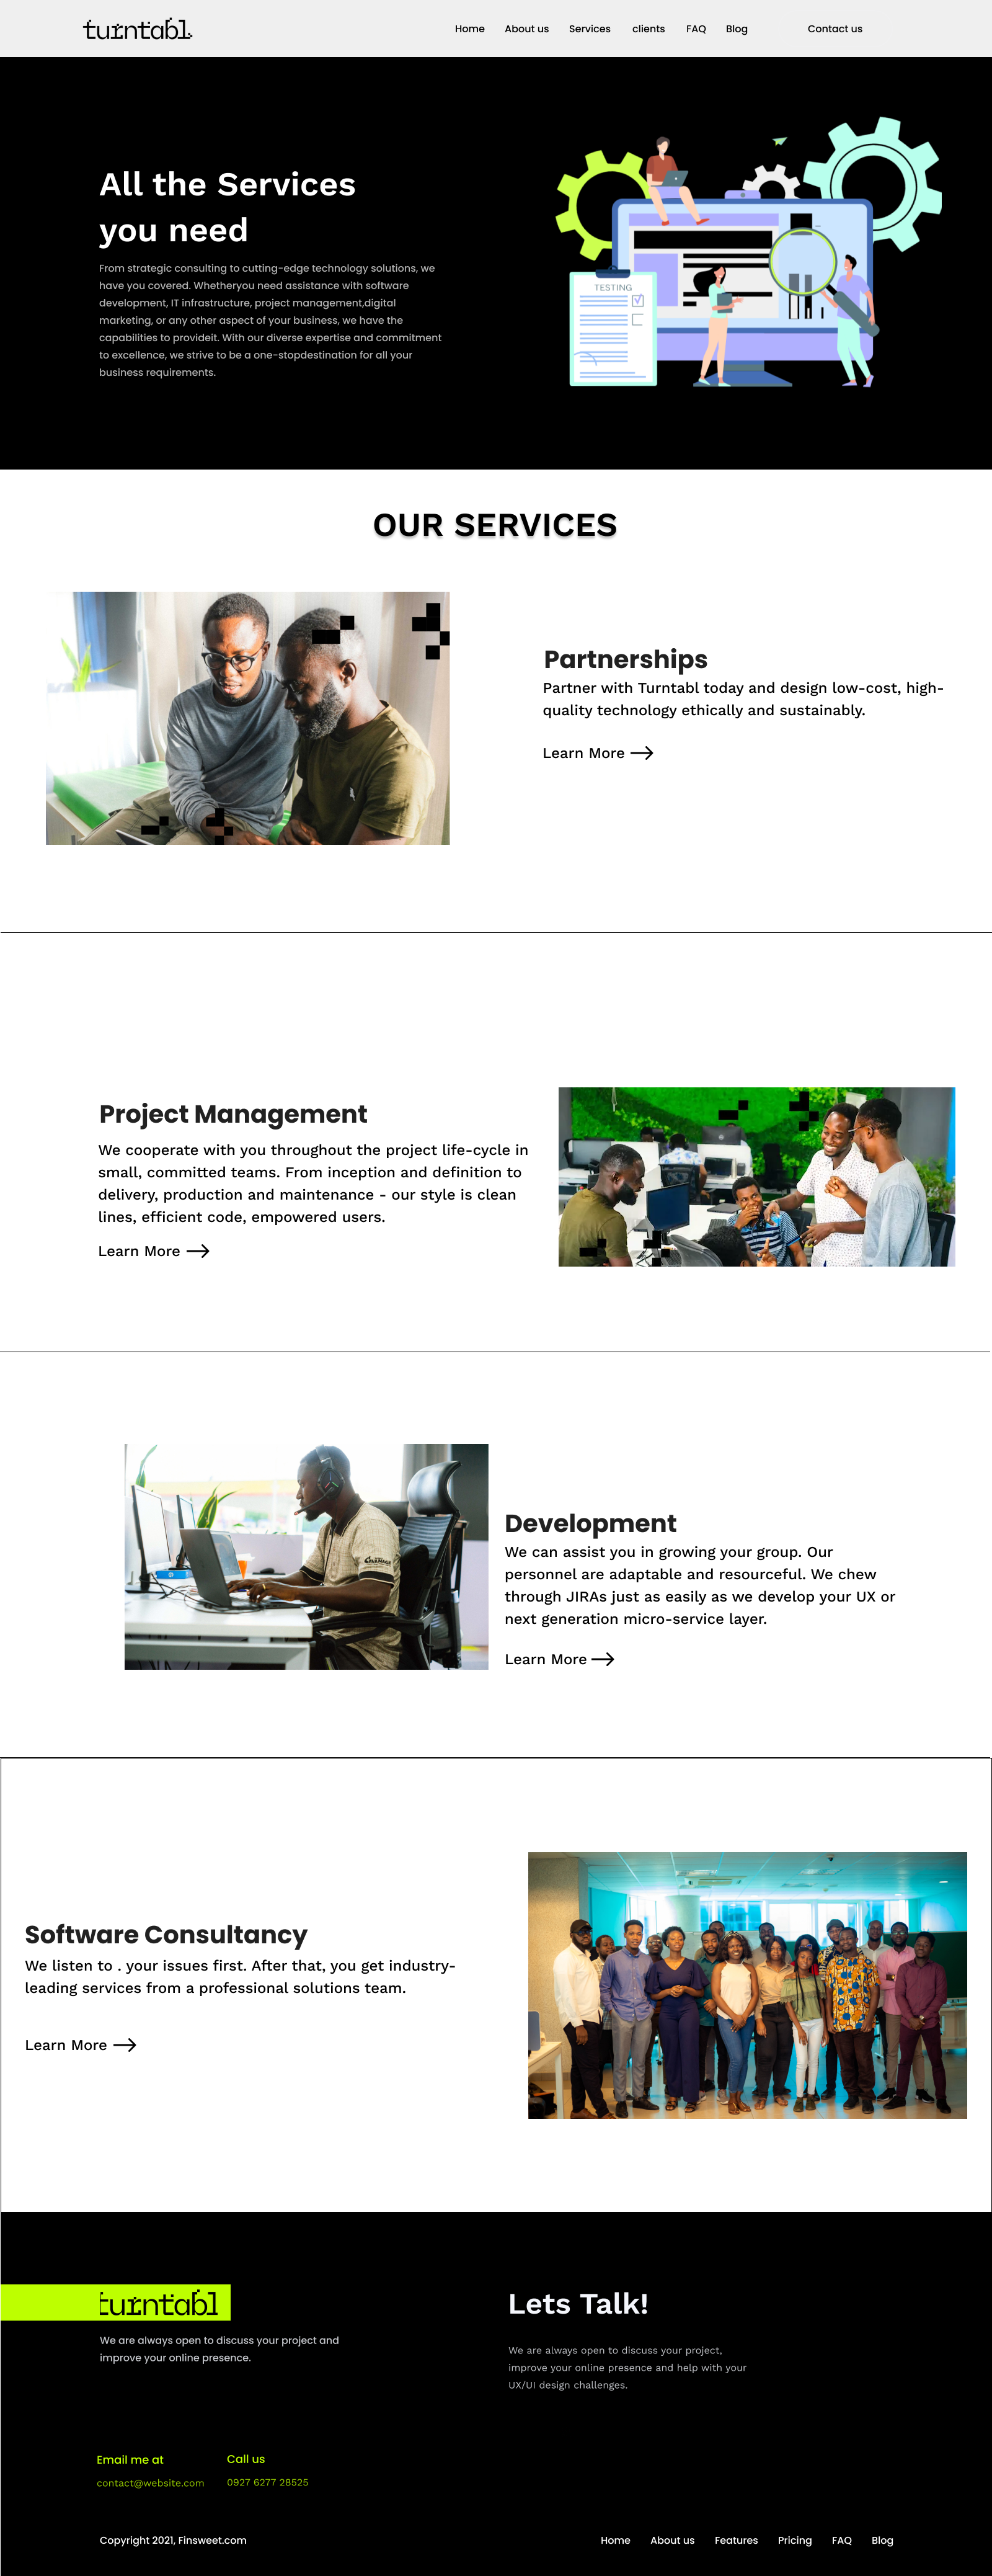 turntabl.
Home About us Services clients FAQ Blog Contact us
All the Services
you need
From strategic consulting to cutting-edge technology solutions, we
have you covered. Whetheryou need assistance with software
development, IT infrastructure, project management,digital
marketing, or any other aspect of your business, we have the
capabilities to provideit. With our diverse expertise and commitment
to excellence, we strive to be a one-stopdestination for all your
business requirements.
TESTING
OUR SERVICES
Partnerships
Partner with Turntabl today and design low-cost, high-
quality technology ethically and sustainably.
Learn More
Project Management
We cooperate with you throughout the project life-cycle in
small, committed teams. From inception and definition to
delivery, production and maintenance - our style is clean
lines, efficient code, empowered users.
Learn More
Development
We can assist you in growing your group. Our
personnel are adaptable and resourceful. We chew
through JIRAs just as easily as we develop your UX or
next generation micro-service layer.
Learn More
Software Consultancy
We listen to . your issues first. After that, you get industry-
leading services from a professional solutions team.
Learn More
turntabl
We are always open to discuss your project and
improve your online presence.
Lets Talk!
We are always open to discuss your project,
improve your online presence and help with your
UX/UI design challenges.
Email me at
contact@website.com
Call us
0927 6277 28525
Copyright 2021, Finsweet.com
Home About us Features Pricing FAQ Blog